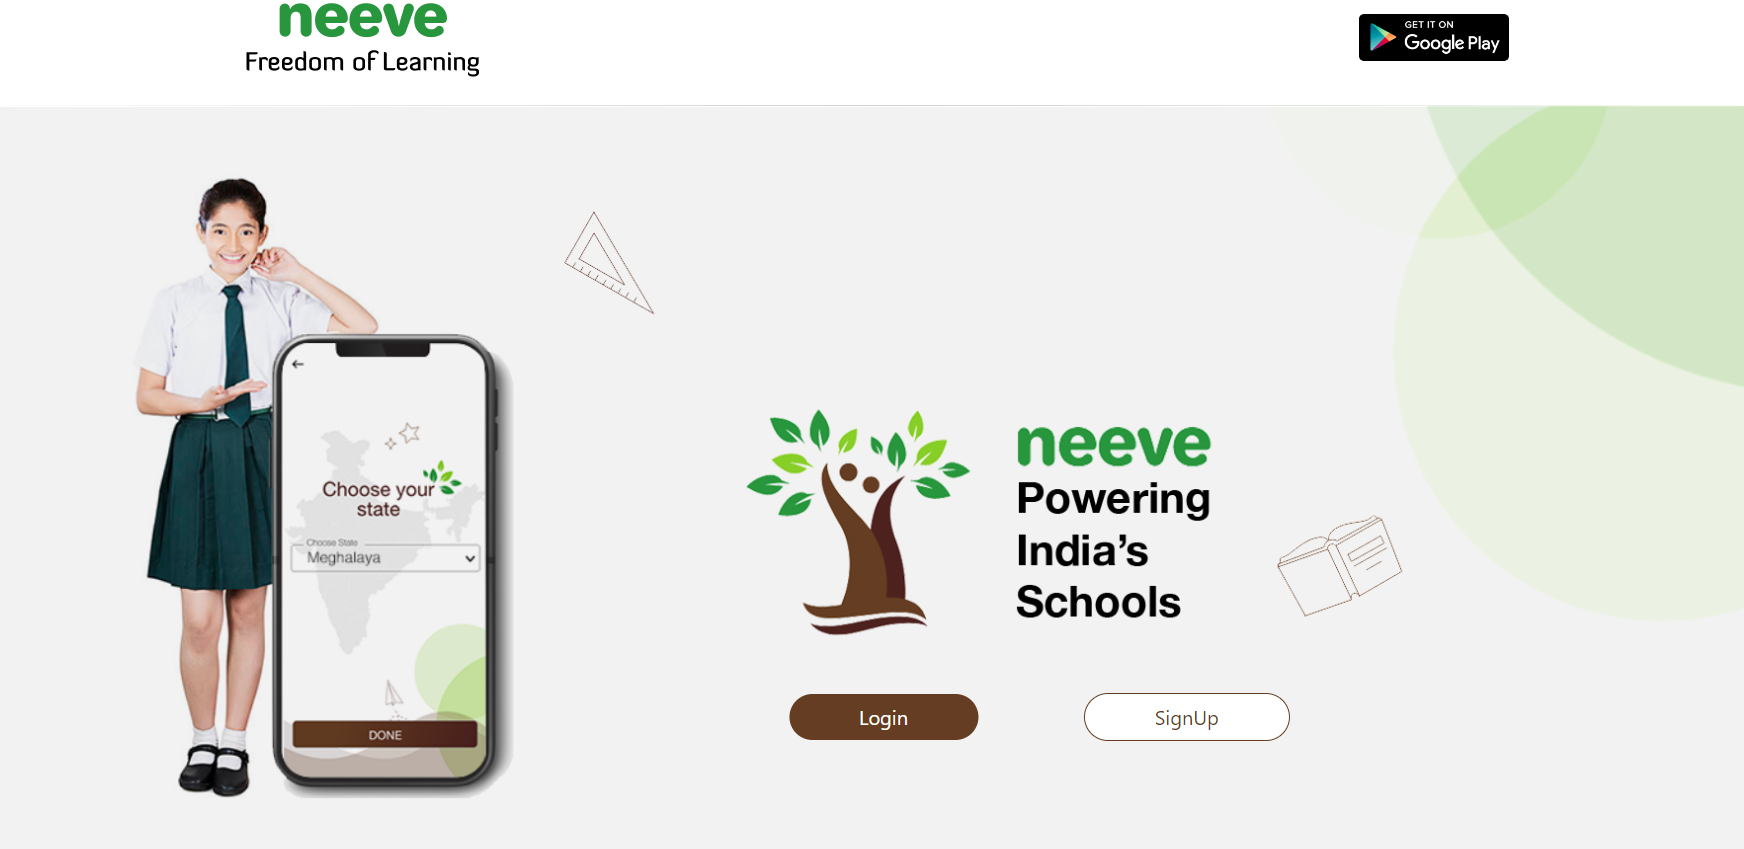 neeve
Freedom of Learning
GET IT ON
Google Play
Choose your
state
Choose State
Meghalaya
DONE
neeve
Powering
India's
Schools
Login
SignUp